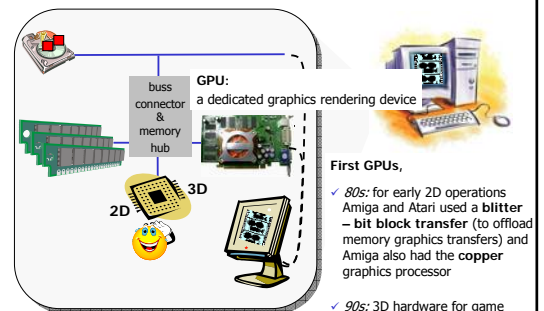 buss
connector
&
memory
hub
GPU:
a dedicated graphics rendering device
2D
3D
First GPUs,
✓ 80s: for early 2D operations
Amiga and Atari used a blitter
– bit block transfer (to offload
memory graphics transfers) and
Amiga also had the copper
graphics processor
✓ 90s: 3D hardware for game